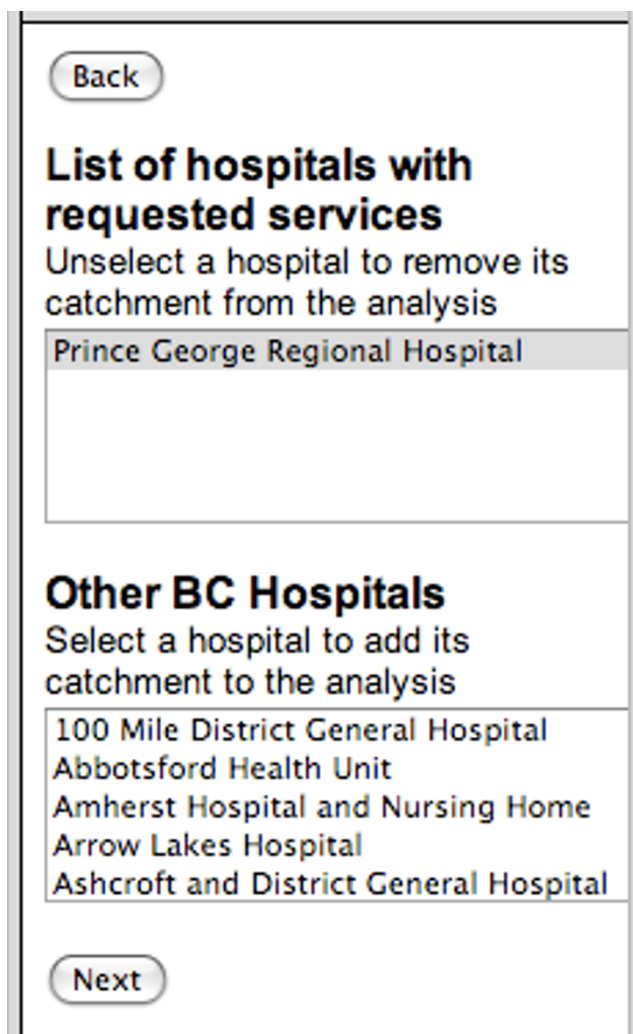 Back
List of hospitals with
requested services
Unselect a hospital to remove its
catchment from the analysis
Prince George Regional Hospital
Other BC Hospitals
Select a hospital to add its
catchment to the analysis
100 Mile District General Hospital
Abbotsford Health Unit
Amherst Hospital and Nursing Home
Arrow Lakes Hospital
Ashcroft and District General Hospital
Next